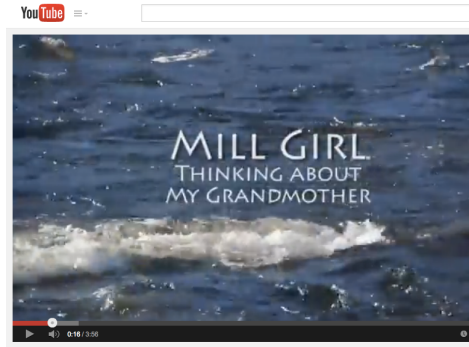 YouTube
MILL GIRL
THINKING ABOUT
MY GRANDMOTHER
0:16 / 3:56